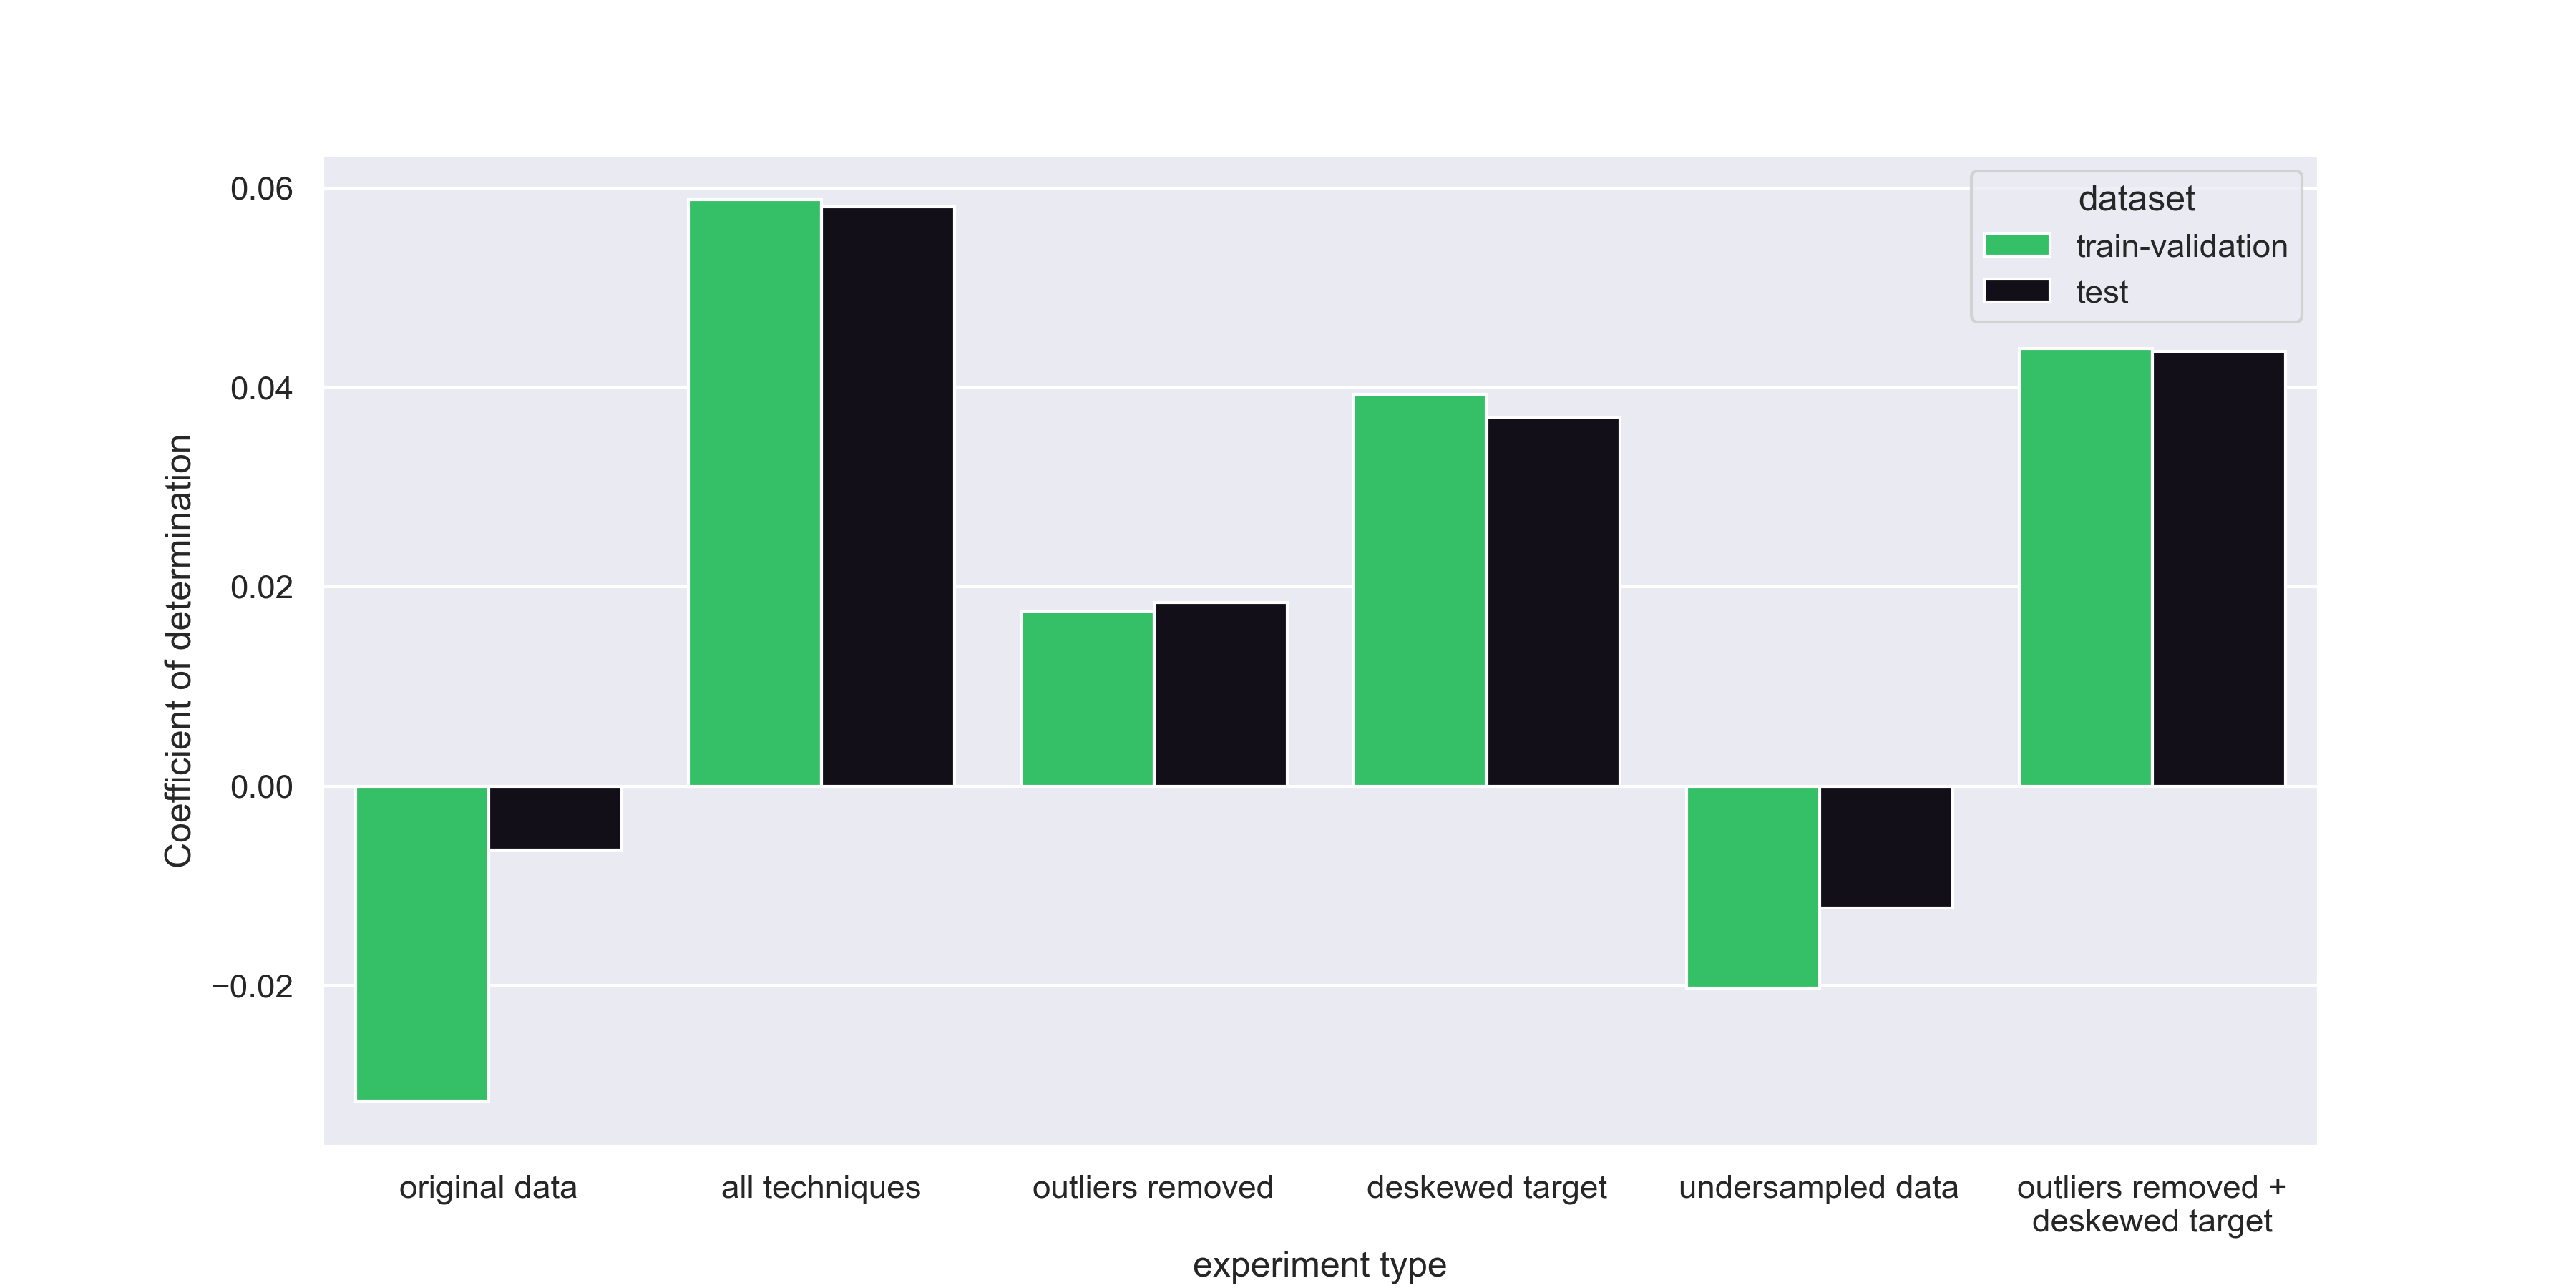 dataset
train-validation
test
Coefficient of determination
0.06
0.04
0.02
0.00
−0.02
original data
all techniques
outliers removed
deskewed target
undersampled data
outliers removed +
deskewed target
experiment type